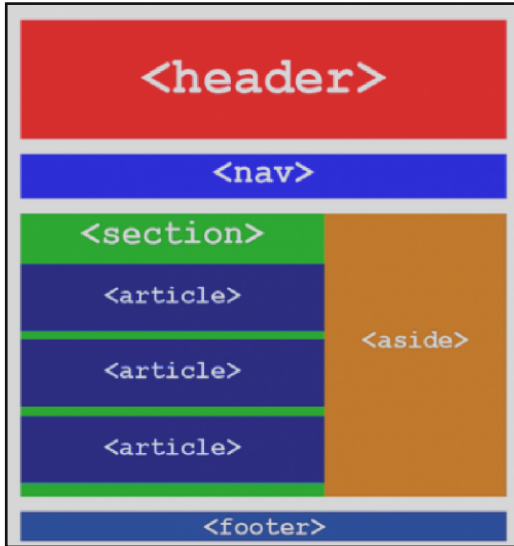 <header>
<nav>
<section>
<article>
<aside>
<article>
<article>
<footer>